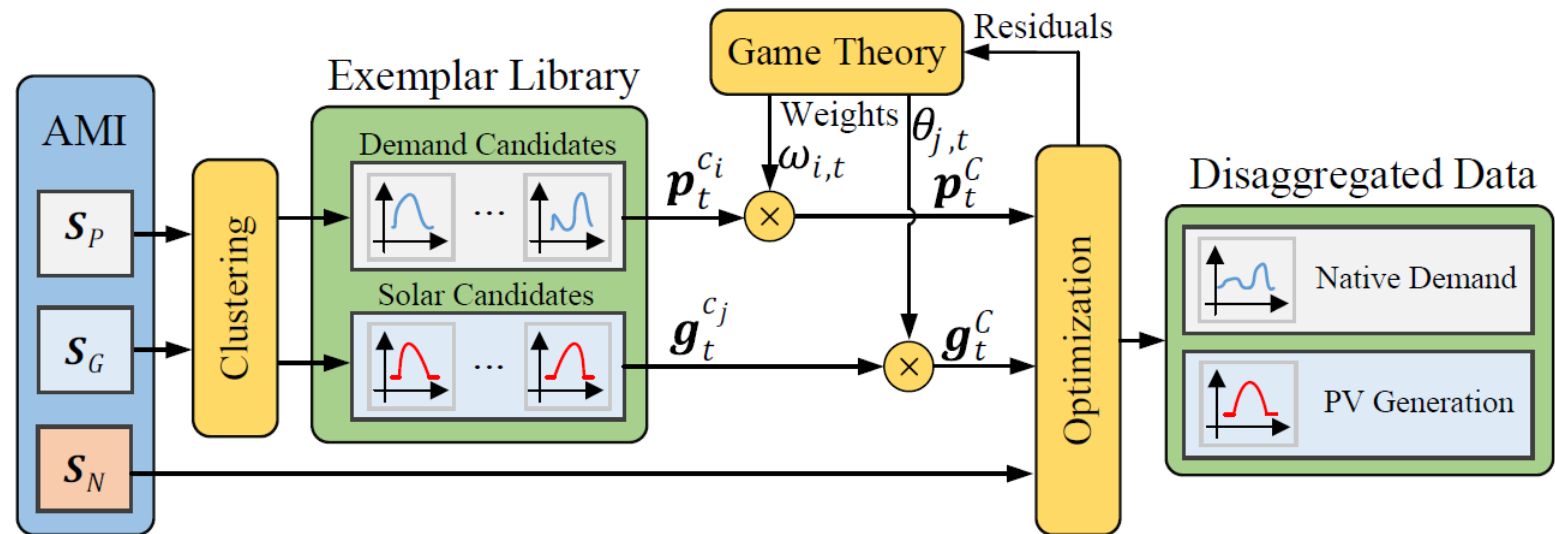 AMI
S_P
S_G
S_N
Clustering
Exemplar Library
Demand Candidates
...
Solar Candidates
...
p_t^{c_i}
g_t^{c_j}
Game Theory
Residuals
Weights
ω_{i,t}
θ_{j,t}
×
×
p_t^C
g_t^C
Optimization
Disaggregated Data
Native Demand
PV Generation